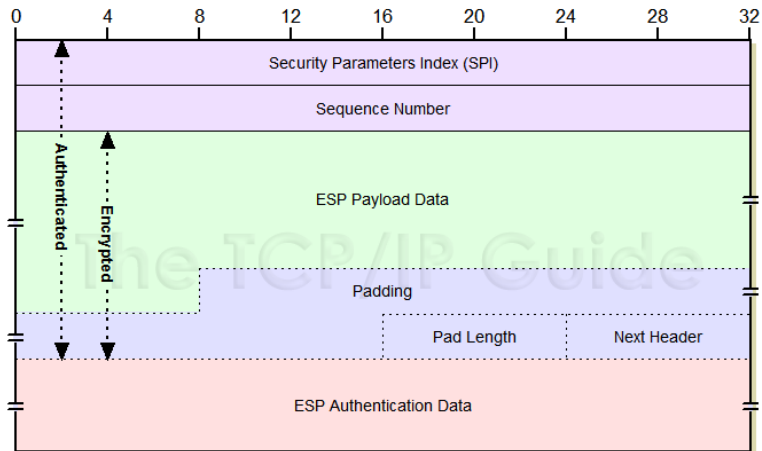 0 4 8 12 16 20 24 28 32
Security Parameters Index (SPI)
Sequence Number
Authenticated
Encrypted
ESP Payload Data
The TCP/IP Guide
Padding
Pad Length Next Header
ESP Authentication Data